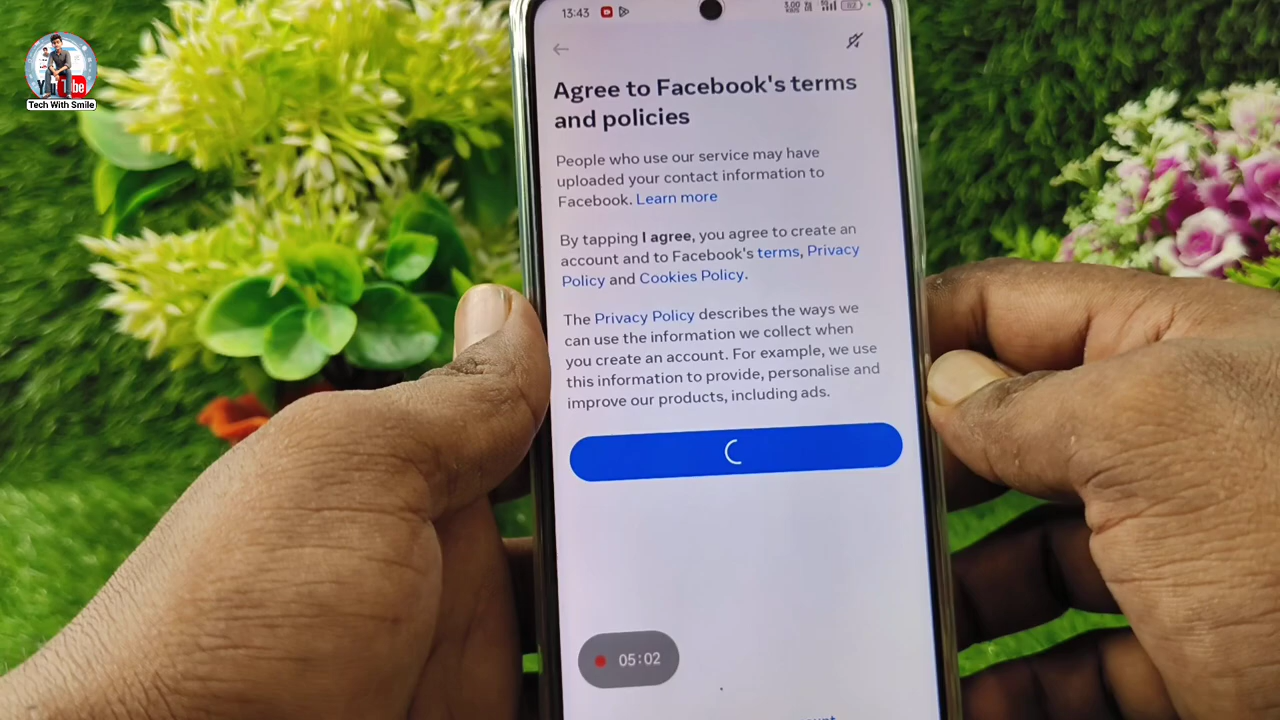 13:43
Agree to Facebook's terms
and policies
People who use our service may have
uploaded your contact information to
Facebook. Learn more
By tapping I agree, you agree to create an
account and to Facebook's terms, Privacy
Policy and Cookies Policy.
The Privacy Policy describes the ways we
can use the information we collect when
you create an account. For example, we use
this information to provide, personalise and
improve our products, including ads.
05:02
Tech With Smile